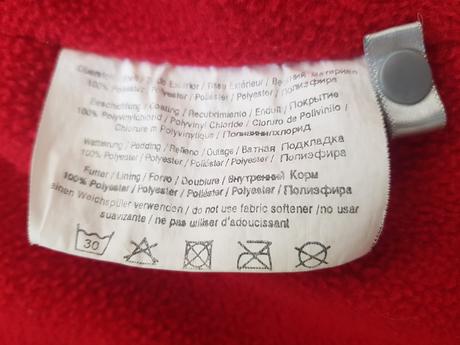 100% Polyester / Polyester / Poliéster / Polyester / Полиэфира
Beschichtung / Coating / Recubrimiento / Enduit / Покрытие
100% Polyvinylchlorid / Polyvinyl Chloride / Cloruro de Polivinilo /
Chlorure m Polyvinylique / Поливинилхлорид
Wattierung / Padding / Relleno / Outage / Ватная Подкладка
100% Polyester / Polyester / Poliéster / Polyester / Полиэфира
Futter / Lining / Forvo / Doublure / Внутренний Корм
100% Polyester / Polyester / Poliéster / Polyester / Полиэфира
einen Weichspüler verwenden / do not use fabric softener / no usar
suavizante / ne pas utiliser d'adoucissant
30